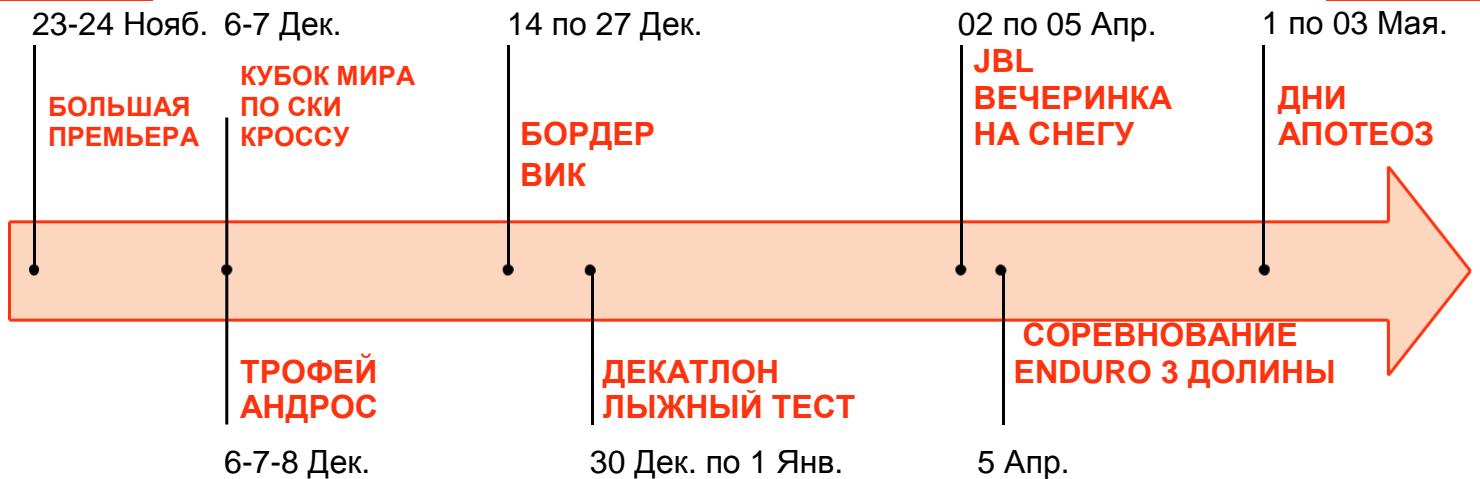 23-24 Нояб.
6-7 Дек.
14 по 27 Дек.
02 по 05 Апр.
1 по 03 Мая.
БОЛЬШАЯ
ПРЕМЬЕРА
КУБОК МИРА
ПО СКИ
КРОССУ
БОРДЕР
ВИК
JBL
ВЕЧЕРИНКА
НА СНЕГУ
ДНИ
АПОТЕОЗ
ТРОФЕЙ
АНДРОС
ДЕКАТЛОН
ЛЫЖНЫЙ ТЕСТ
СОРЕВНОВАНИЕ
ENDURO 3 ДОЛИНЫ
6-7-8 Дек.
30 Дек. по 1 Янв.
5 Апр.